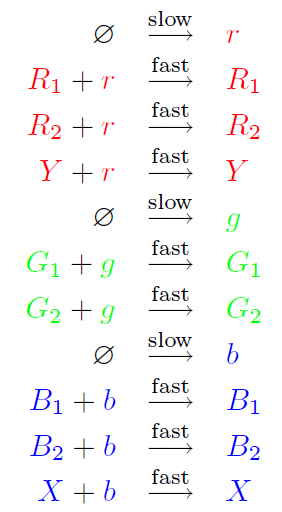 ∅ slow⟶ r
R₁ + r fast⟶ R₁
R₂ + r fast⟶ R₂
Y + r fast⟶ Y
∅ slow⟶ g
G₁ + g fast⟶ G₁
G₂ + g fast⟶ G₂
∅ slow⟶ b
B₁ + b fast⟶ B₁
B₂ + b fast⟶ B₂
X + b fast⟶ X